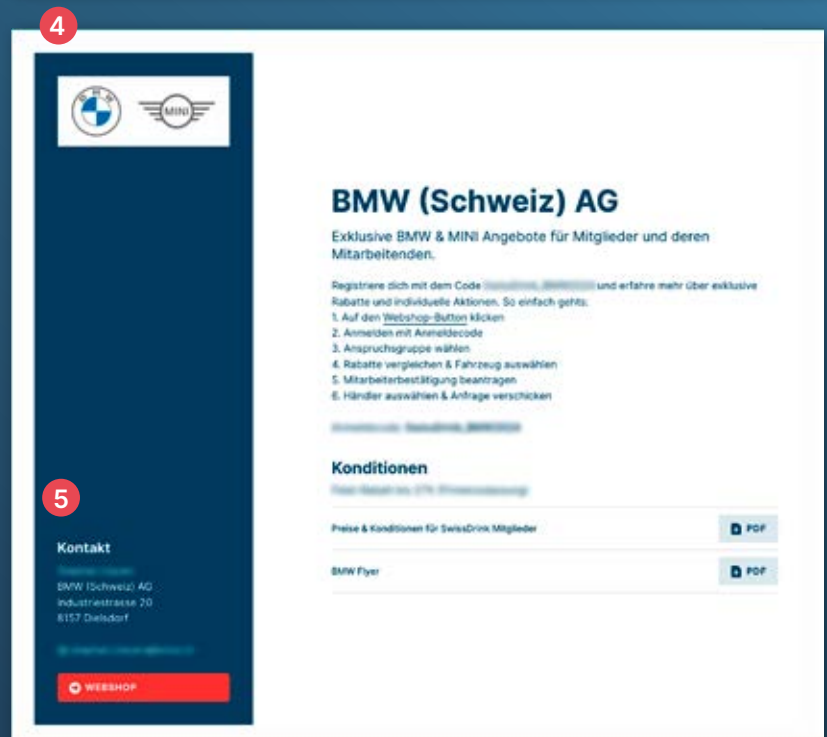 4
BMW
MINI
BMW (Schweiz) AG
Exklusive BMW & MINI Angebote für Mitglieder und deren
Mitarbeitenden.
Registriere dich mit dem Code und erfahre mehr über exklusive
Rabatte und individuelle Aktionen. So einfach gehts:
1. Auf den Webshop-Button klicken
2. Anmelden mit Anmeldecode
3. Anspruchsgruppe wählen
4. Rabatte vergleichen & Fahrzeug auswählen
5. Mitarbeiterbestätigung beantragen
6. Händler auswählen & Anfrage verschicken
Konditionen
Preise & Konditionen für SwissDrink Mitglieder
PDF
BMW Flyer
PDF
5
Kontakt
BMW (Schweiz) AG
Industriestrasse 20
8157 Dielsdorf
WEBSHOP